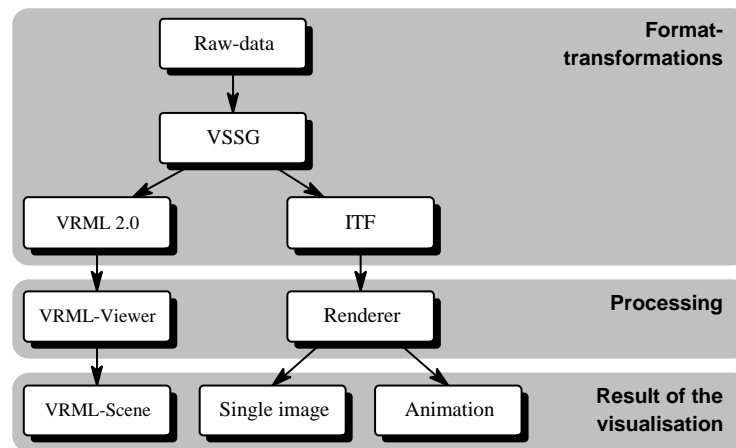 Raw-data
Format-
transformations
VSSG
VRML 2.0
ITF
VRML-Viewer
Renderer
Processing
VRML-Scene
Single image
Animation
Result of the
visualisation